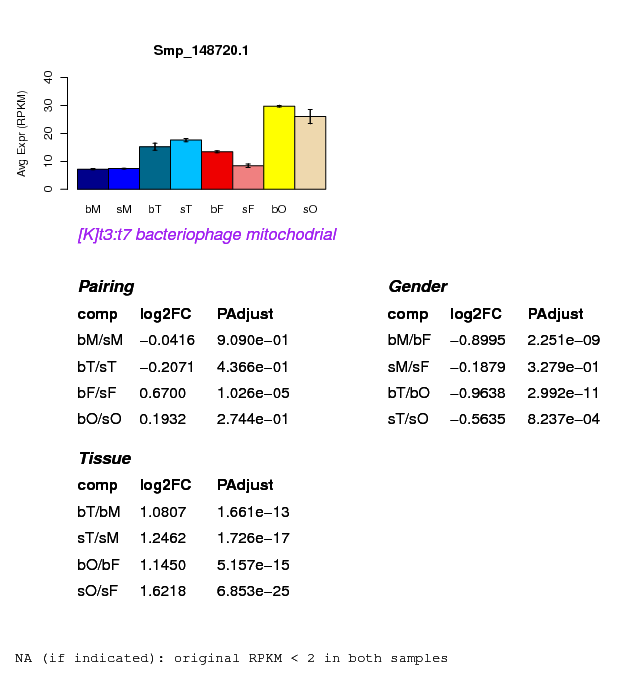 Smp_148720.1
Avg Expr (RPKM)
40
30
20
10
0
bM sM bT sT bF sF bO sO
[K]t3:t7 bacteriophage mitochodrial
Pairing
comp log2FC PAdjust
bM/sM −0.0416 9.090e−01
bT/sT −0.2071 4.366e−01
bF/sF 0.6700 1.026e−05
bO/sO 0.1932 2.744e−01
Gender
comp log2FC PAdjust
bM/bF −0.8995 2.251e−09
sM/sF −0.1879 3.279e−01
bT/bO −0.9638 2.992e−11
sT/sO −0.5635 8.237e−04
Tissue
comp log2FC PAdjust
bT/bM 1.0807 1.661e−13
sT/sM 1.2462 1.726e−17
bO/bF 1.1450 5.157e−15
sO/sF 1.6218 6.853e−25
NA (if indicated): original RPKM < 2 in both samples